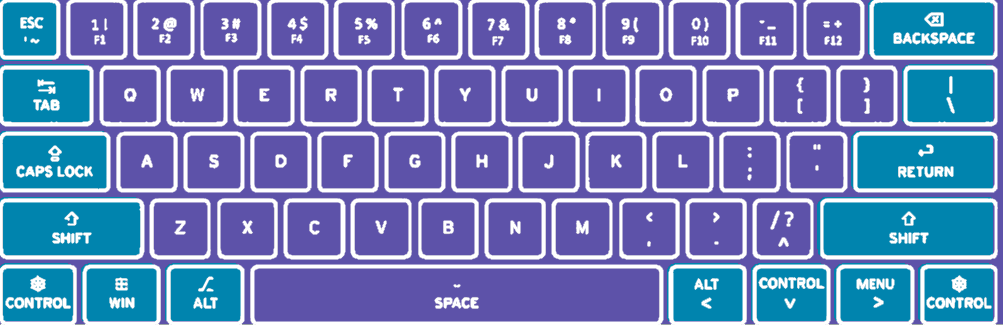 ESC 1 ! 2 @ 3 # 4 $ 5 % 6 ^ 7 & 8 * 9 ( 0 ) - _ = +
' ~ F1 F2 F3 F4 F5 F6 F7 F8 F9 F10 F11 F12 BACKSPACE
TAB Q W E R T Y U I O P { [ } ] | \
CAPS LOCK A S D F G H J K L : ; " ' RETURN
SHIFT Z X C V B N M < , > . / ? ^ SHIFT
CONTROL WIN ALT SPACE ALT < CONTROL v MENU > CONTROL